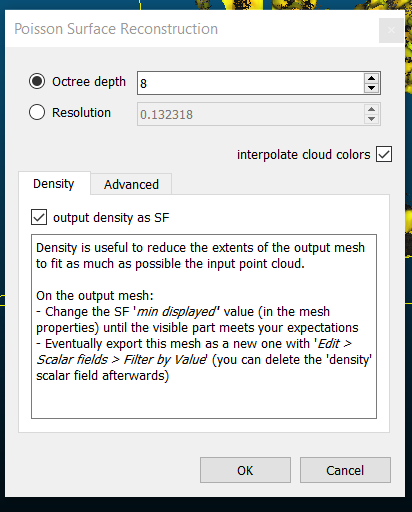 Poisson Surface Reconstruction
Octree depth 8
Resolution 0.132318
interpolate cloud colors
Density Advanced
output density as SF
Density is useful to reduce the extents of the output mesh
to fit as much as possible the input point cloud.
On the output mesh:
- Change the SF 'min displayed' value (in the mesh
properties) until the visible part meets your expectations
- Eventually export this mesh as a new one with 'Edit >
Scalar fields > Filter by Value' (you can delete the 'density'
scalar field afterwards)
OK Cancel